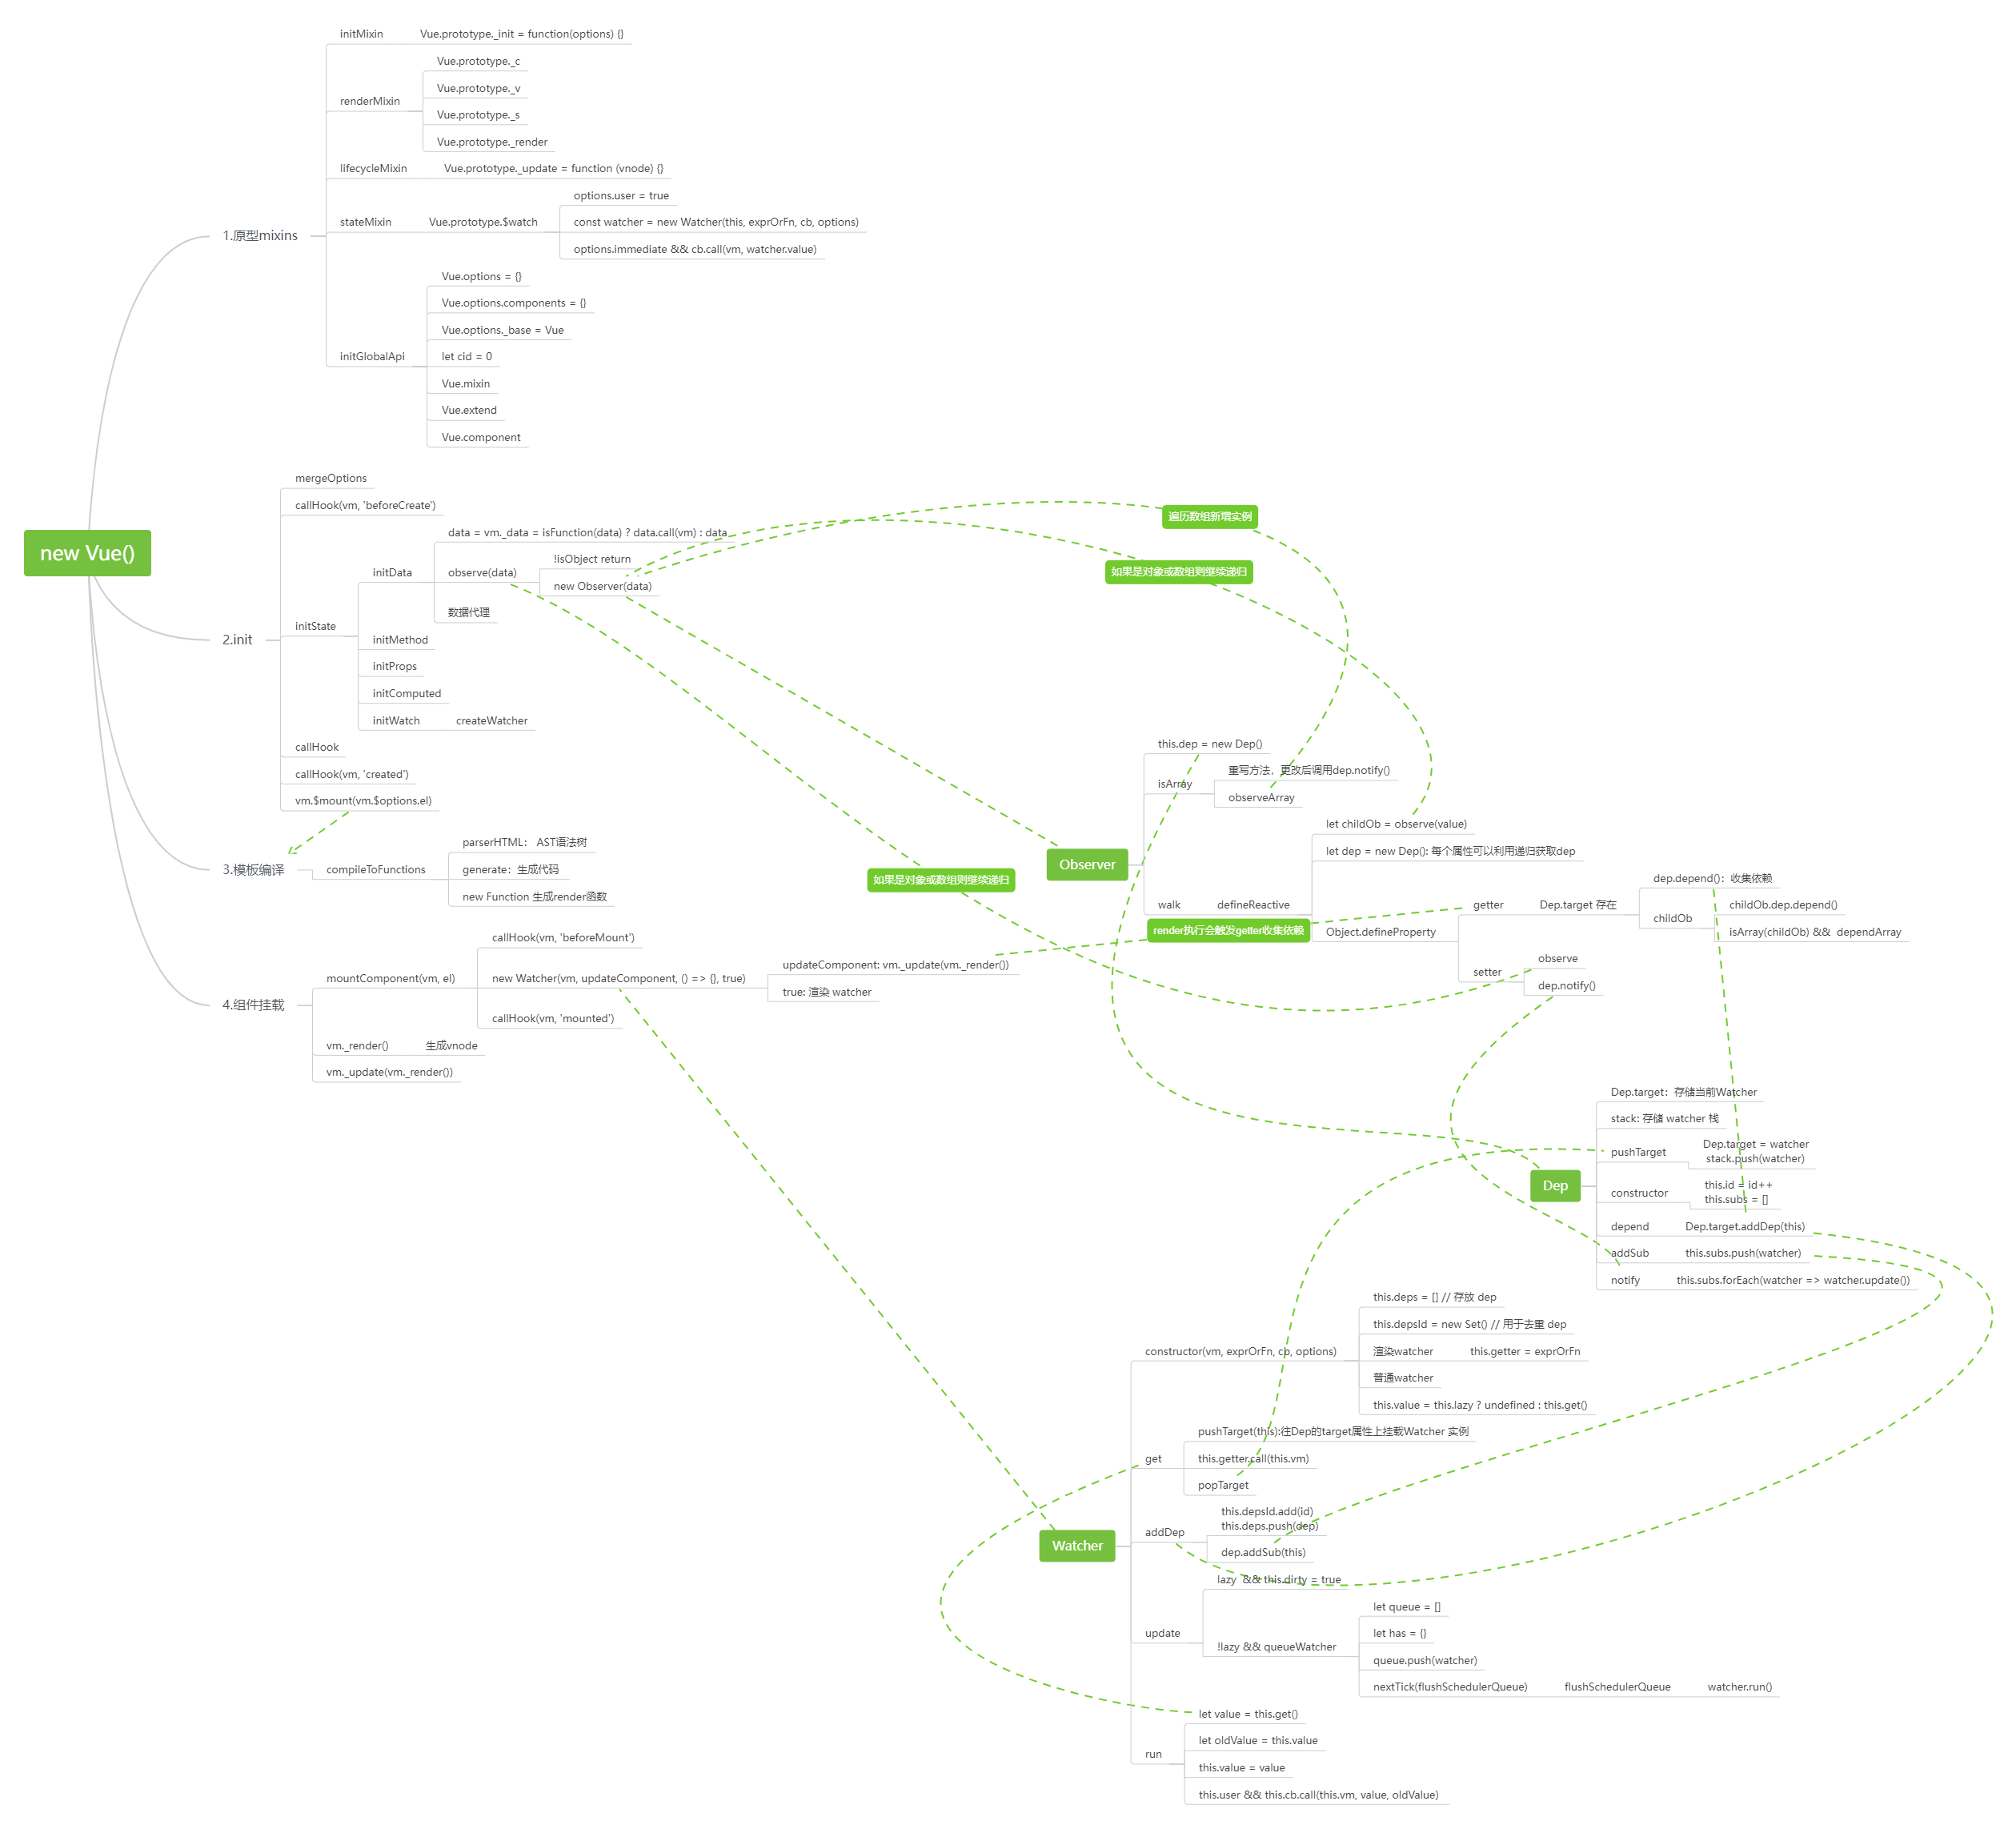 new Vue()
1.原型mixins
initMixin
Vue.prototype._init = function(options) {}
renderMixin
Vue.prototype._c
Vue.prototype._v
Vue.prototype._s
Vue.prototype._render
lifecycleMixin
Vue.prototype._update = function (vnode) {}
stateMixin
Vue.prototype.$watch
options.user = true
const watcher = new Watcher(this, exprOrFn, cb, options)
options.immediate && cb.call(vm, watcher.value)
initGlobalApi
Vue.options = {}
Vue.options.components = {}
Vue.options._base = Vue
let cid = 0
Vue.mixin
Vue.extend
Vue.component
2.init
mergeOptions
callHook(vm, 'beforeCreate')
initState
initData
data = vm._data = isFunction(data) ? data.call(vm) : data
observe(data)
!isObject return
new Observer(data)
数据代理
initMethod
initProps
initComputed
initWatch
createWatcher
callHook
callHook(vm, 'created')
vm.$mount(vm.$options.el)
3.模板编译
compileToFunctions
parserHTML： AST语法树
generate：生成代码
new Function 生成render函数
4.组件挂载
mountComponent(vm, el)
callHook(vm, 'beforeMount')
new Watcher(vm, updateComponent, () => {}, true)
updateComponent: vm._update(vm._render())
true: 渲染 watcher
callHook(vm, 'mounted')
vm._render()
生成vnode
vm._update(vm._render())
遍历数组新增实例
如果是对象或数组则继续递归
如果是对象或数组则继续递归
render执行会触发getter收集依赖
Observer
this.dep = new Dep()
isArray
重写方法，更改后调用dep.notify()
observeArray
walk
defineReactive
let childOb = observe(value)
let dep = new Dep(): 每个属性可以利用递归获取dep
Object.defineProperty
getter
Dep.target 存在
dep.depend()：收集依赖
childOb
childOb.dep.depend()
isArray(childOb) && dependArray
setter
observe
dep.notify()
Dep
Dep.target：存储当前Watcher
stack: 存储 watcher 栈
pushTarget
Dep.target = watcher
stack.push(watcher)
constructor
this.id = id++
this.subs = []
depend
Dep.target.addDep(this)
addSub
this.subs.push(watcher)
notify
this.subs.forEach(watcher => watcher.update())
Watcher
constructor(vm, exprOrFn, cb, options)
this.deps = [] // 存放 dep
this.depsId = new Set() // 用于去重 dep
渲染watcher
this.getter = exprOrFn
普通watcher
this.value = this.lazy ? undefined : this.get()
get
pushTarget(this):往Dep的target属性上挂载Watcher 实例
this.getter.call(this.vm)
popTarget
addDep
this.depsId.add(id)
this.deps.push(dep)
dep.addSub(this)
update
lazy && this.dirty = true
!lazy && queueWatcher
let queue = []
let has = {}
queue.push(watcher)
nextTick(flushSchedulerQueue)
flushSchedulerQueue
watcher.run()
run
let value = this.get()
let oldValue = this.value
this.value = value
this.user && this.cb.call(this.vm, value, oldValue)